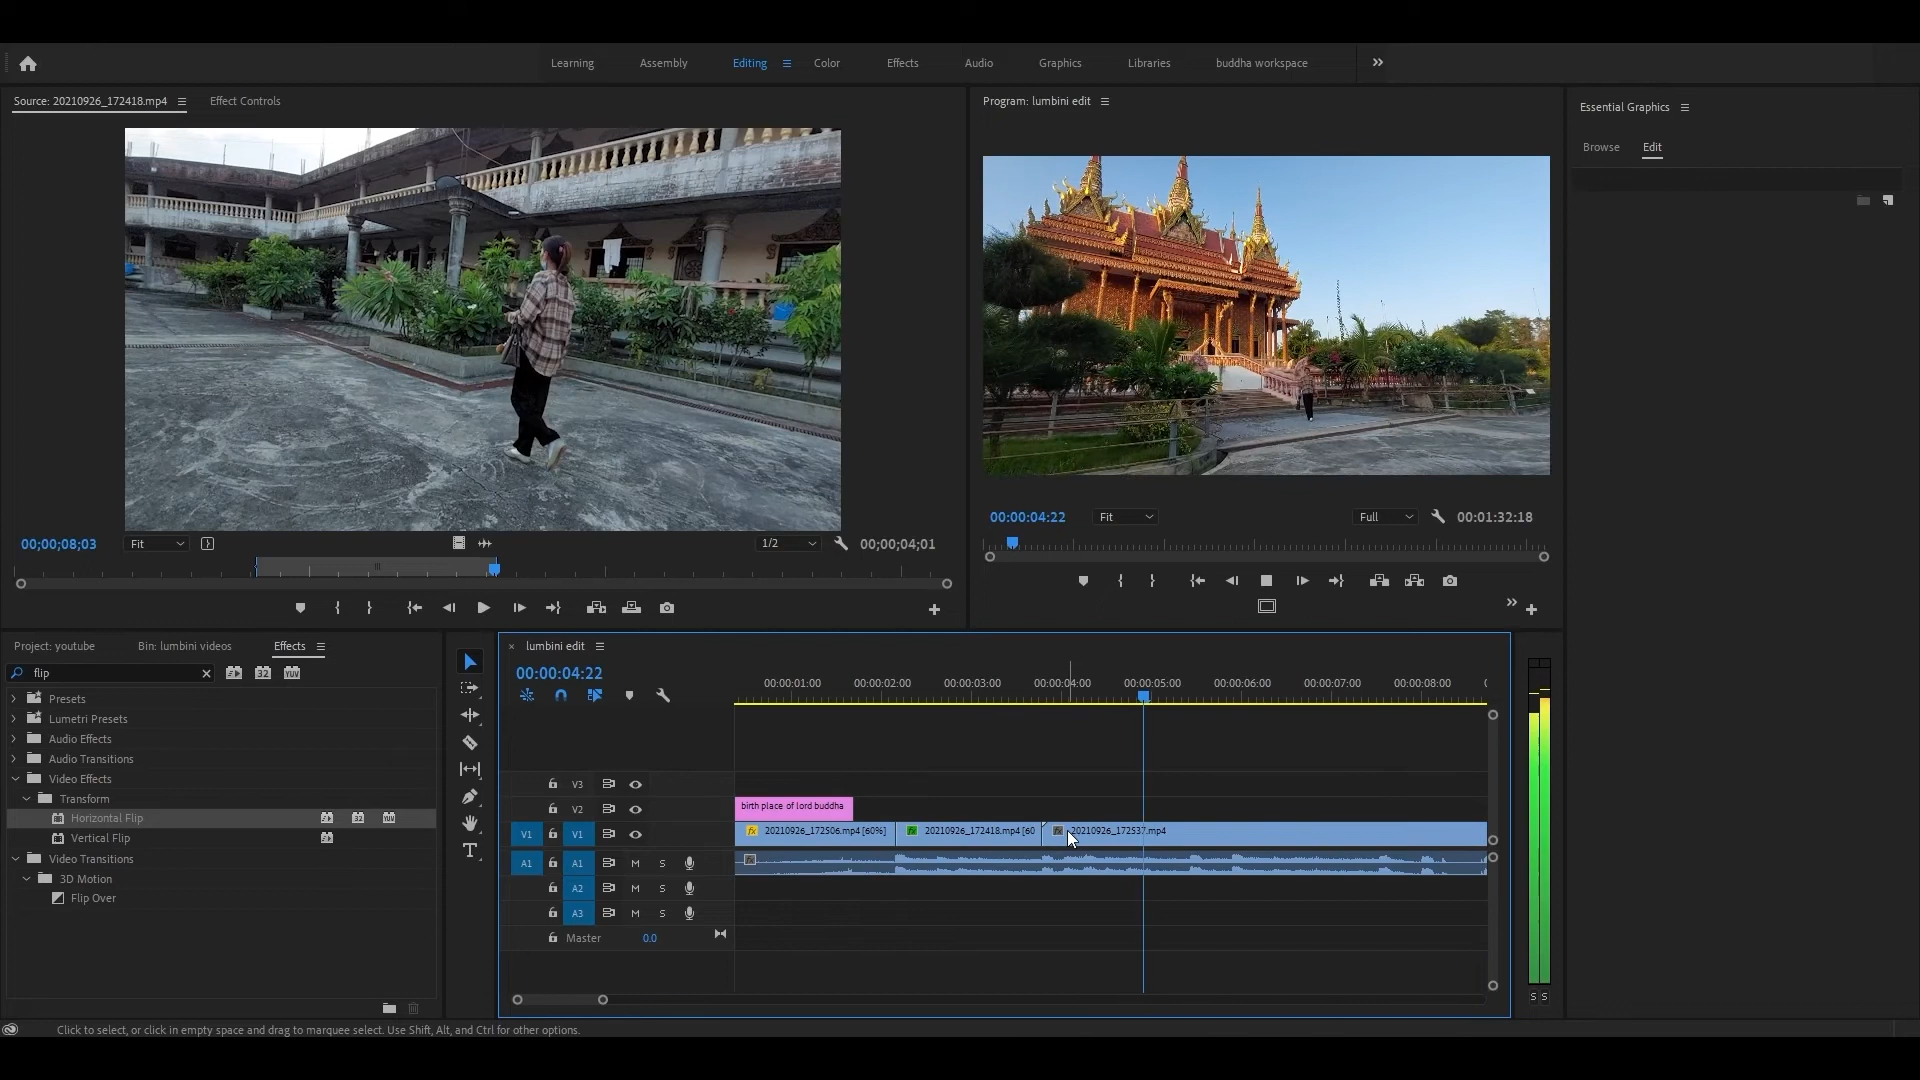 Learning Assembly Editing Color Effects Audio Graphics Libraries buddha workspace
Source: 20210926_172418.mp4 Effect Controls
Program: lumbini edit
Essential Graphics
Browse Edit
00;00;08;03 Fit 1/2 00;00;04;01
00:00:04:22 Fit Full 00:01:32:18
Project: youtube Bin: lumbini videos Effects
flip 32 YUV
Presets
Lumetri Presets
Audio Effects
Audio Transitions
Video Effects
Transform
Horizontal Flip 32 YUV
Vertical Flip
Video Transitions
3D Motion
Flip Over
lumbini edit
00:00:04:22
00:00:01:00 00:00:02:00 00:00:03:00 00:00:04:00 00:00:05:00 00:00:06:00 00:00:07:00 00:00:08:00
V3
V2 birth place of lord buddha
V1 V1 fx 20210926_172506.mp4 [60%] fx 20210926_172418.mp4 [60 fx 20210926_172537.mp4
A1 A1 M S
A2 M S
A3 M S
Master 0.0
S S
Click to select, or click in empty space and drag to marquee select. Use Shift, Alt, and Ctrl for other options.